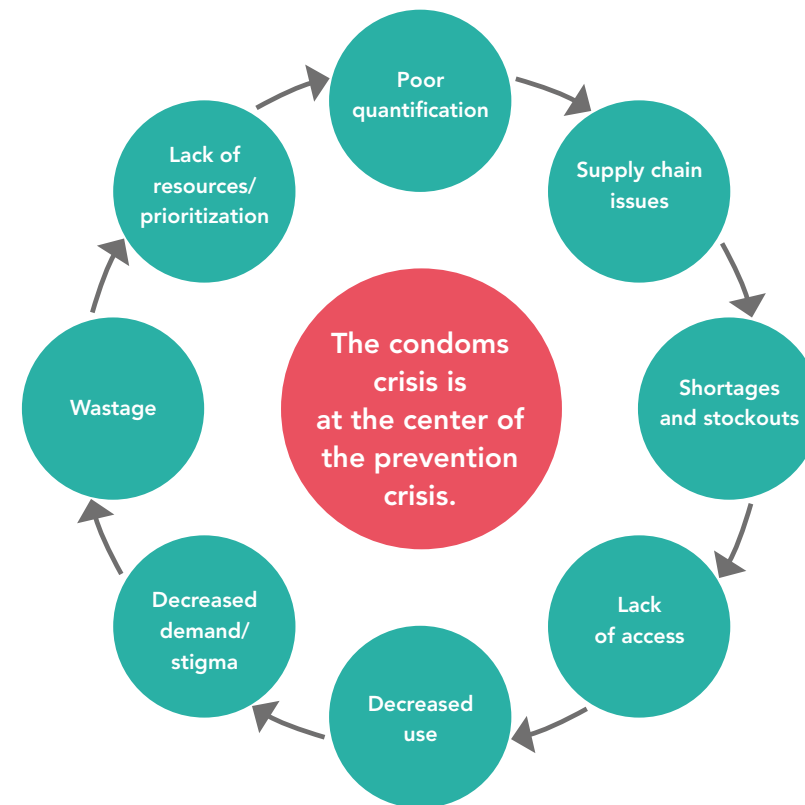 Poor
quantification
Supply chain
issues
Shortages
and stockouts
Lack
of access
Decreased
use
Decreased
demand/
stigma
Wastage
Lack of
resources/
prioritization
The condoms
crisis is
at the center of
the prevention
crisis.